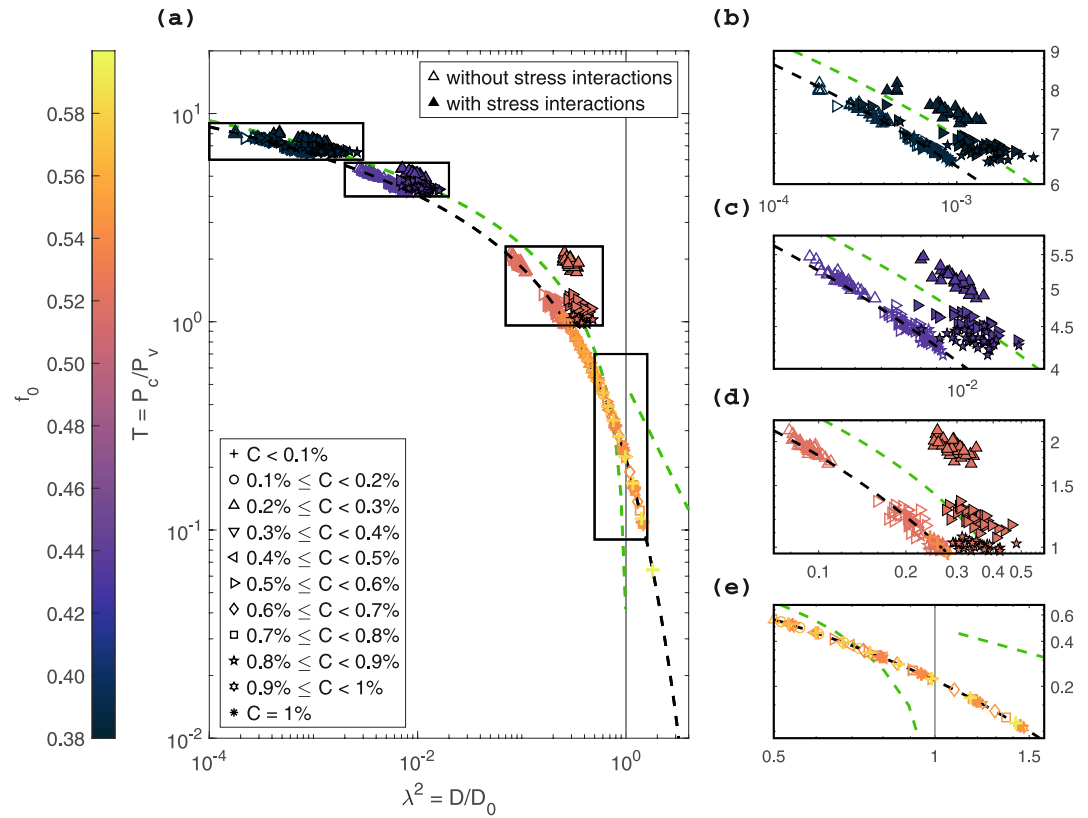 (a)
without stress interactions
with stress interactions
10^1
10^0
10^-1
10^-2
T = P_c/P_v
10^-4
10^-2
10^0
λ^2 = D/D_0
C < 0.1%
0.1% ≤ C < 0.2%
0.2% ≤ C < 0.3%
0.3% ≤ C < 0.4%
0.4% ≤ C < 0.5%
0.5% ≤ C < 0.6%
0.6% ≤ C < 0.7%
0.7% ≤ C < 0.8%
0.8% ≤ C < 0.9%
0.9% ≤ C < 1%
C = 1%
f_0
0.58
0.56
0.54
0.52
0.50
0.48
0.46
0.44
0.42
0.40
0.38
(b)
9
8
7
6
10^-4
10^-3
(c)
5.5
5
4.5
4
10^-2
(d)
2
1
0.1
0.2
0.3
0.4
0.5
(e)
0.6
0.4
0.2
0.5
1
1.5